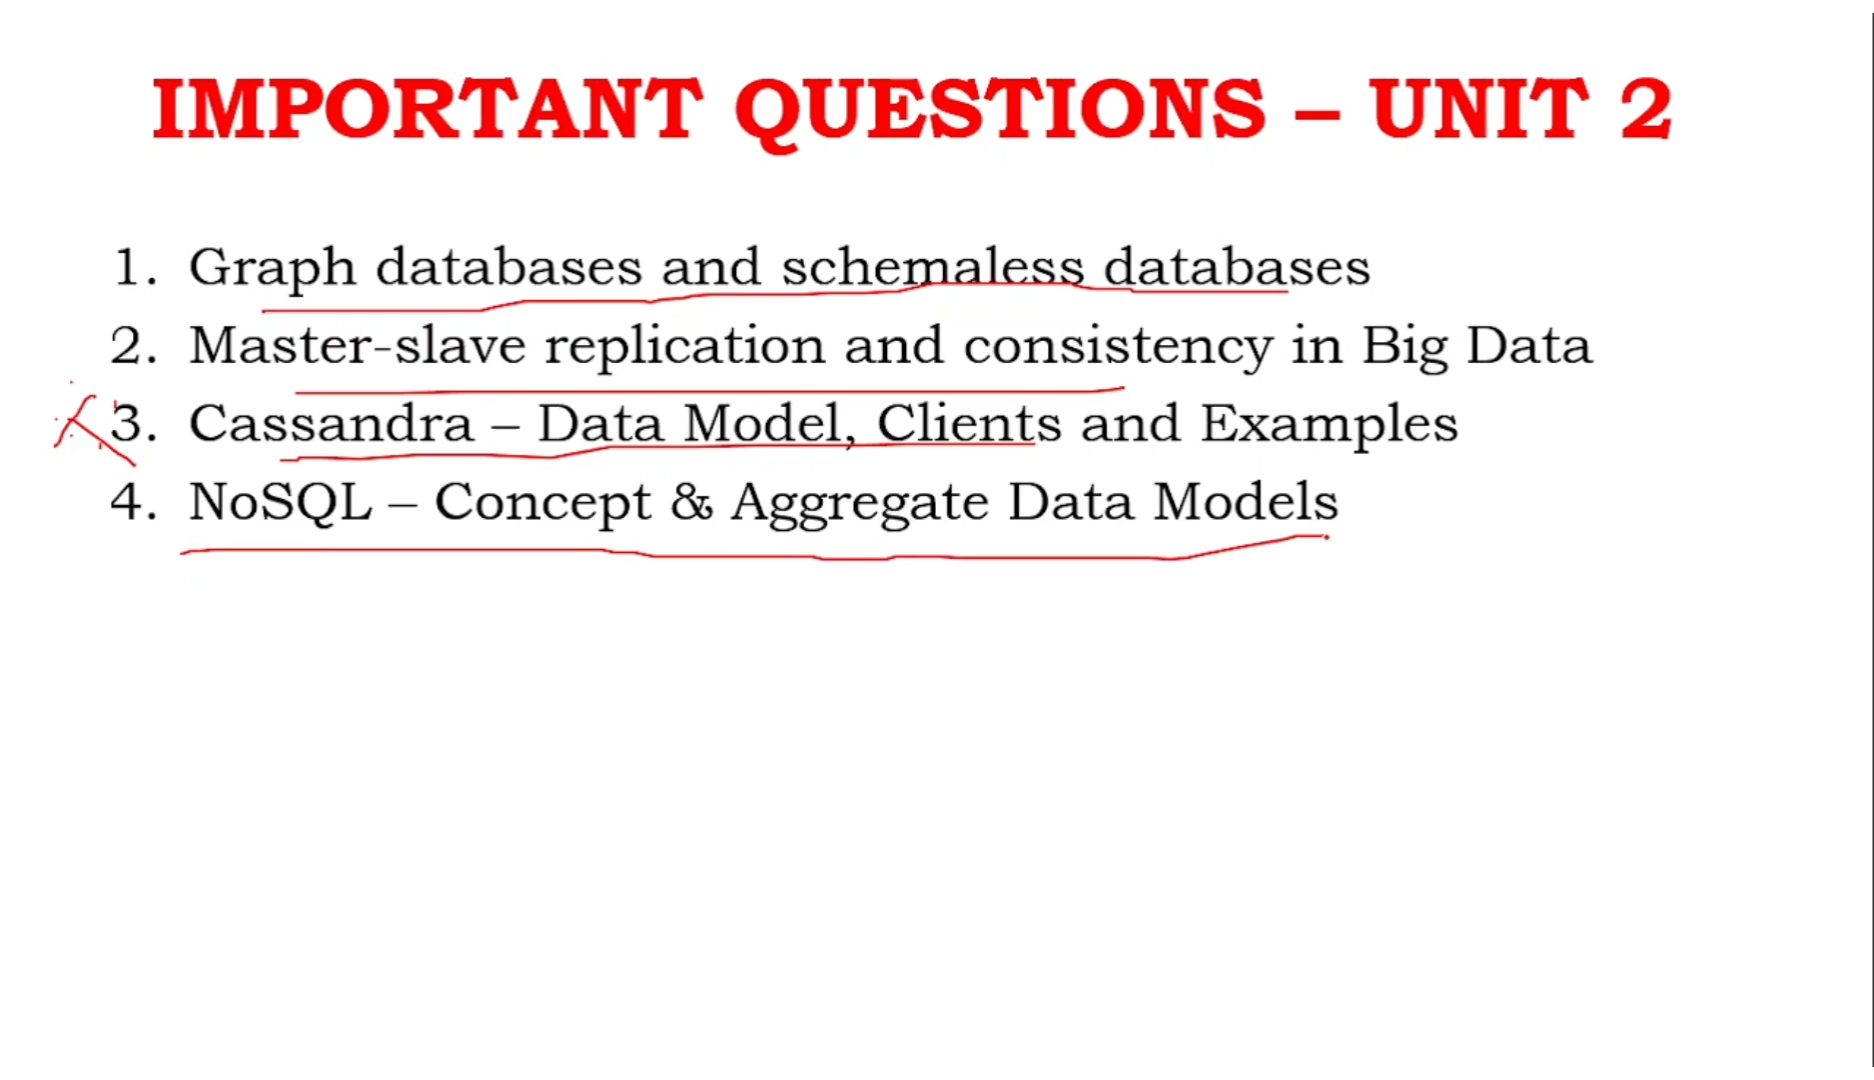 IMPORTANT QUESTIONS – UNIT 2
1. Graph databases and schemaless databases
2. Master-slave replication and consistency in Big Data
3. Cassandra – Data Model, Clients and Examples
4. NoSQL – Concept & Aggregate Data Models